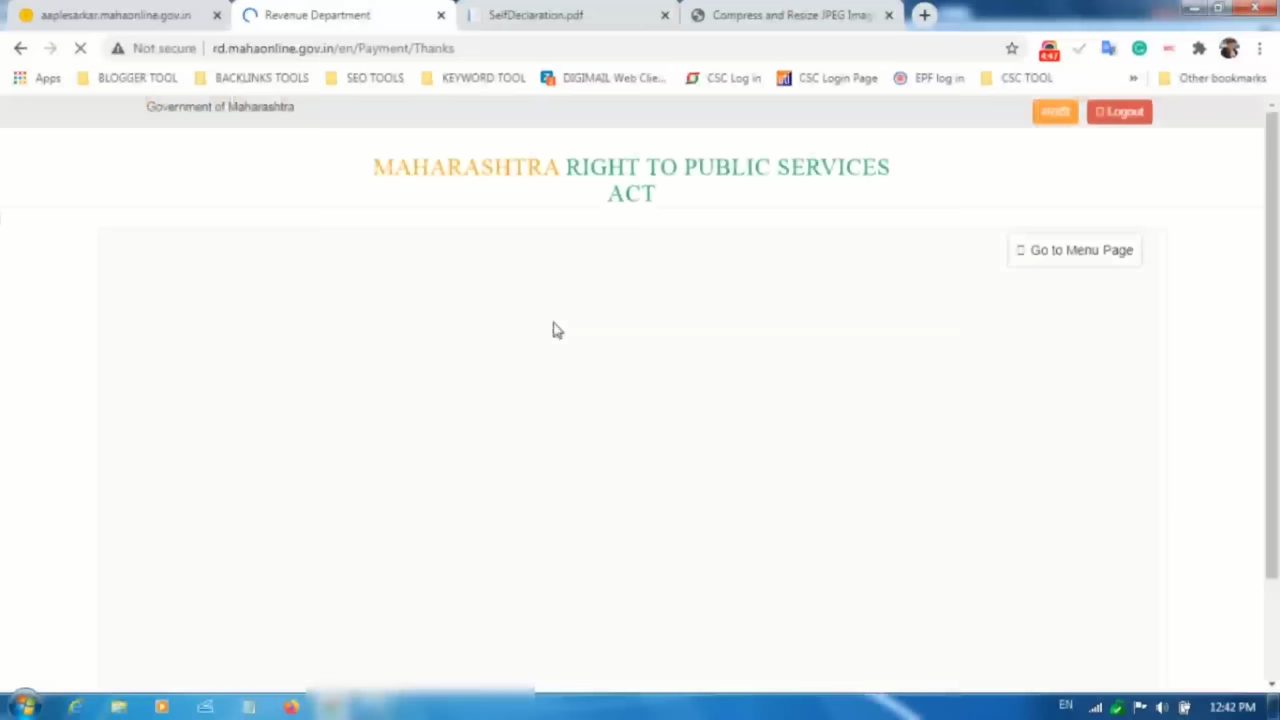 aaplesarkar.mahaonline.gov.in
Revenue Department
SelfDeclaration.pdf
Compress and Resize JPEG Imag
Not secure
rd.mahaonline.gov.in/en/Payment/Thanks
4:47
Apps
BLOGGER TOOL
BACKLINKS TOOLS
SEO TOOLS
KEYWORD TOOL
DIGIMAIL Web Clie...
CSC Log in
CSC Login Page
EPF log in
CSC TOOL
»
Other bookmarks
Government of Maharashtra
मराठी
Logout
MAHARASHTRA RIGHT TO PUBLIC SERVICES
ACT
Go to Menu Page
EN
12:42 PM